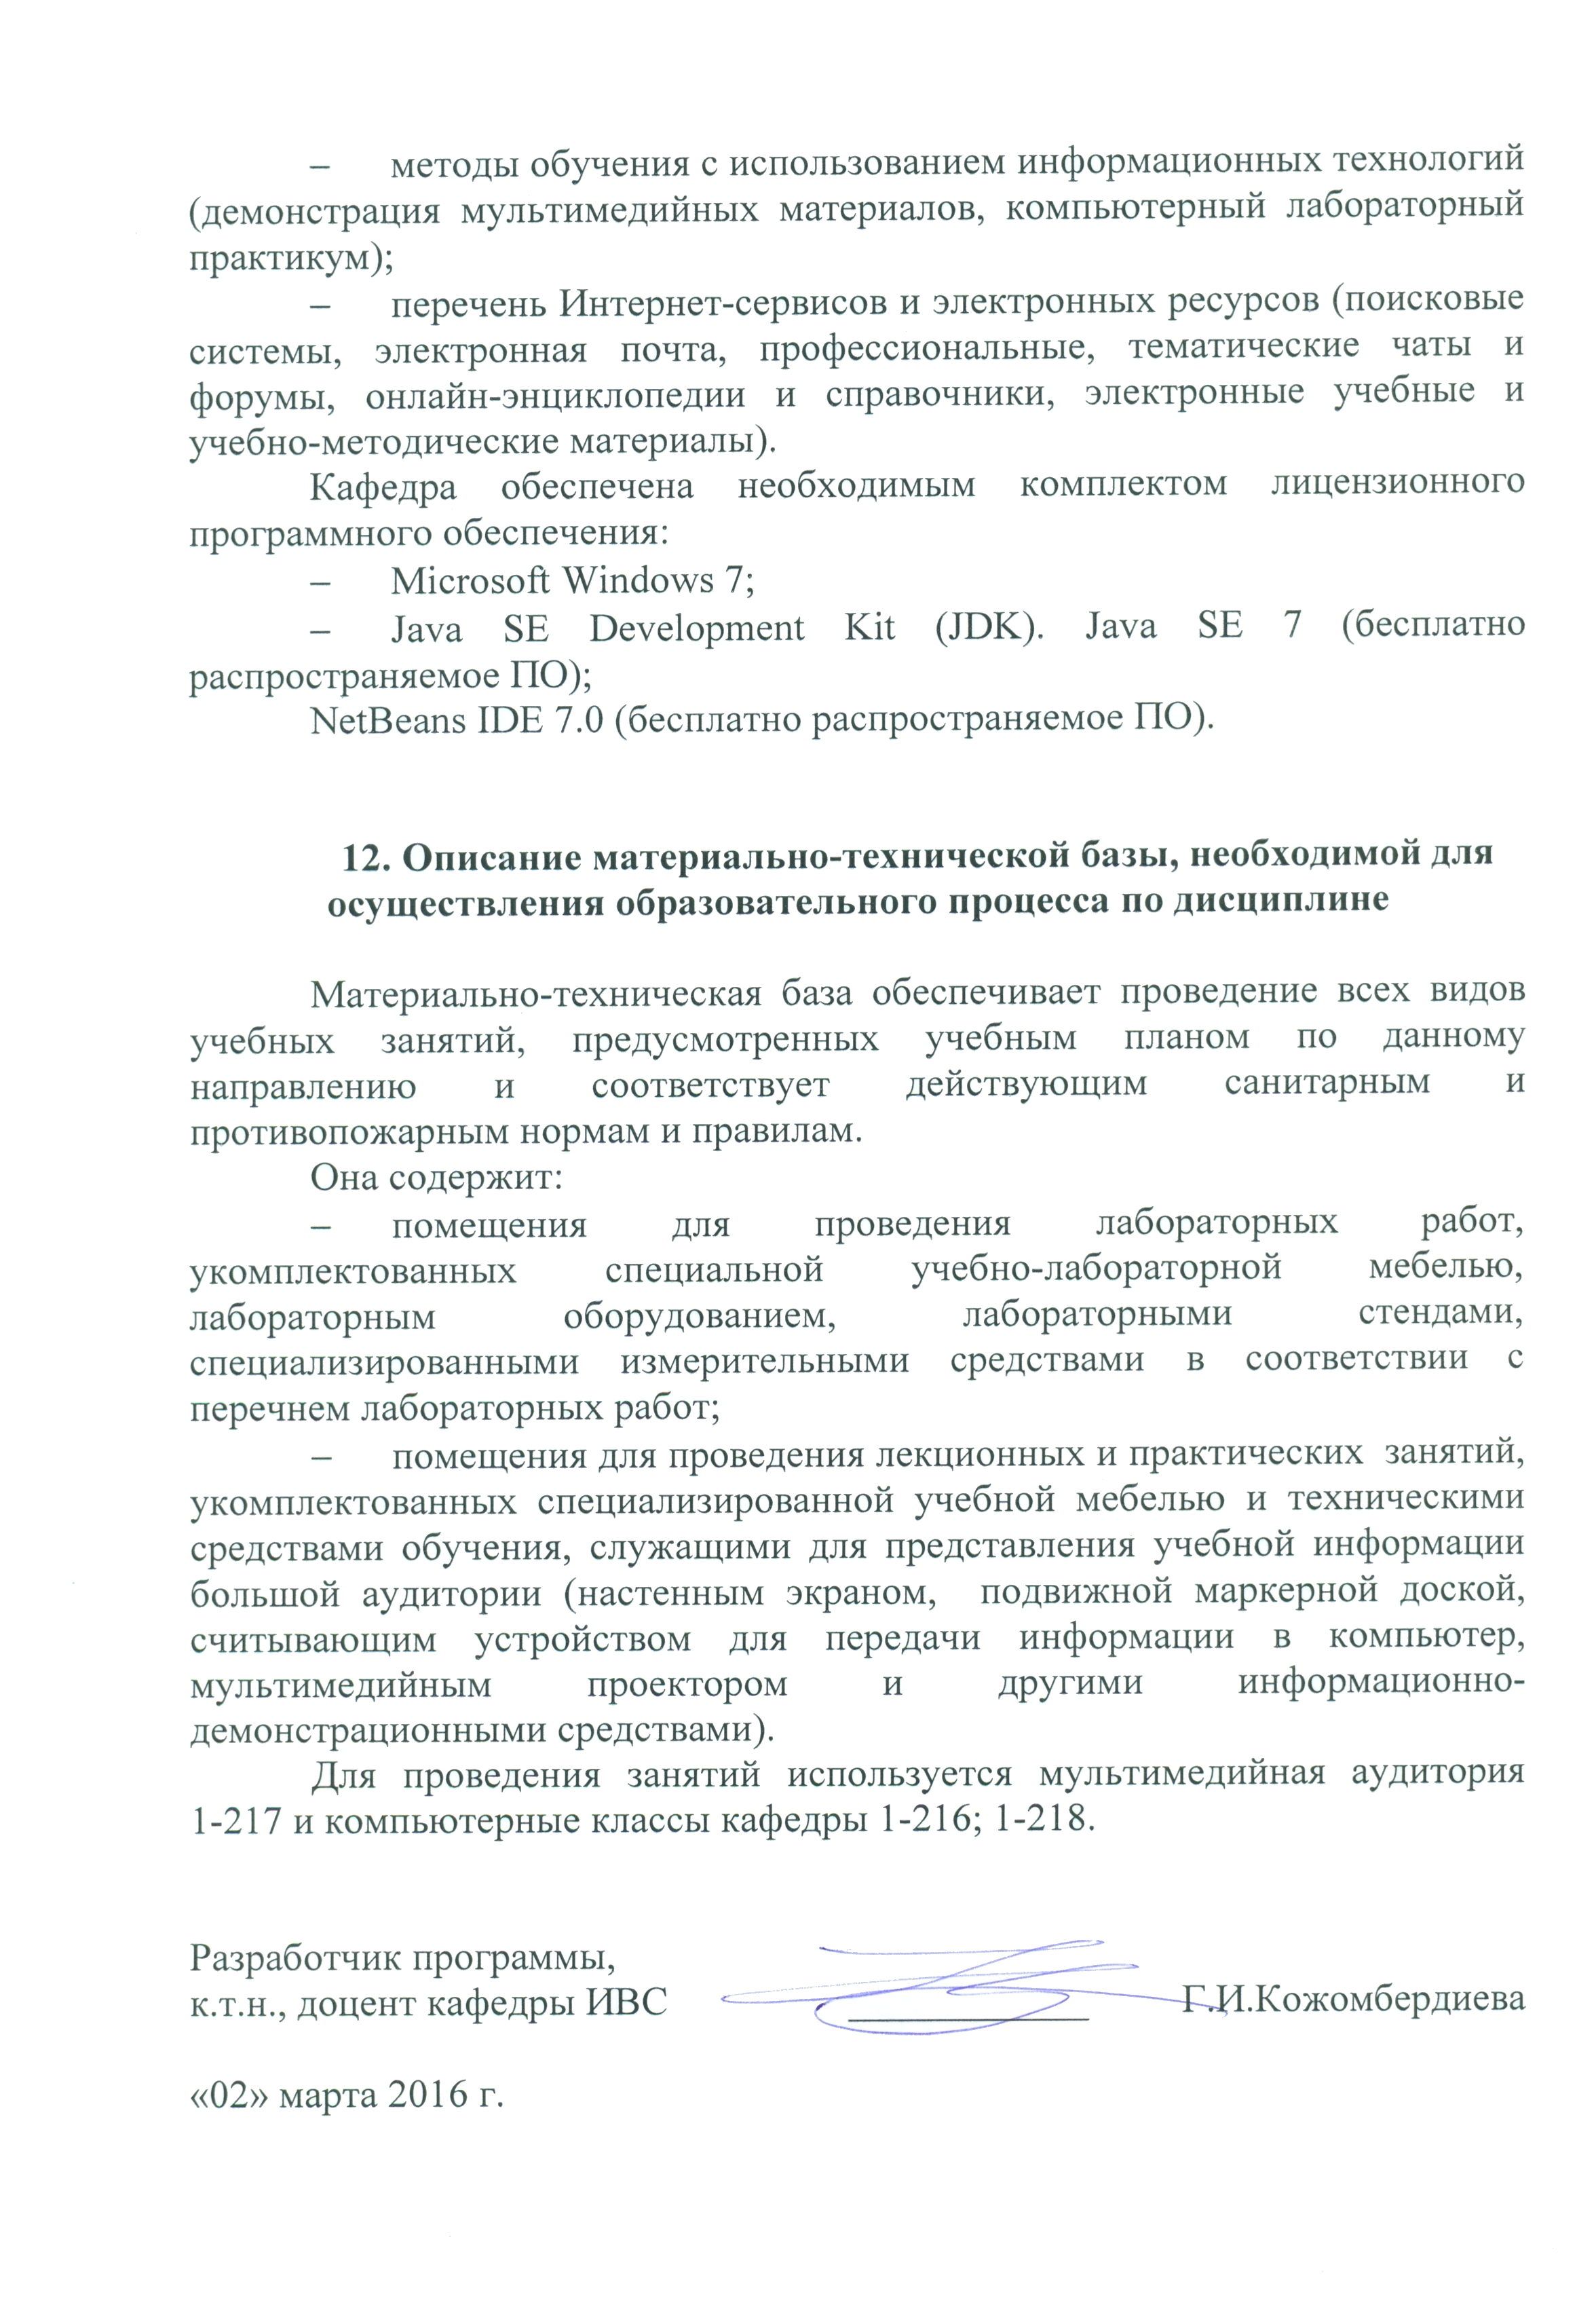 –	методы обучения с использованием информационных технологий
(демонстрация мультимедийных материалов, компьютерный лабораторный
практикум);
–	перечень Интернет-сервисов и электронных ресурсов (поисковые
системы, электронная почта, профессиональные, тематические чаты и
форумы, онлайн-энциклопедии и справочники, электронные учебные и
учебно-методические материалы).
Кафедра обеспечена необходимым комплектом лицензионного
программного обеспечения:
–	Microsoft Windows 7;
–	Java SE Development Kit (JDK). Java SE 7 (бесплатно
распространяемое ПО);
NetBeans IDE 7.0 (бесплатно распространяемое ПО).
12. Описание материально-технической базы, необходимой для
осуществления образовательного процесса по дисциплине
Материально-техническая база обеспечивает проведение всех видов
учебных занятий, предусмотренных учебным планом по данному
направлению и соответствует действующим санитарным и
противопожарным нормам и правилам.
Она содержит:
–	помещения для проведения лабораторных работ,
укомплектованных специальной учебно-лабораторной мебелью,
лабораторным оборудованием, лабораторными стендами,
специализированными измерительными средствами в соответствии с
перечнем лабораторных работ;
–	помещения для проведения лекционных и практических занятий,
укомплектованных специализированной учебной мебелью и техническими
средствами обучения, служащими для представления учебной информации
большой аудитории (настенным экраном, подвижной маркерной доской,
считывающим устройством для передачи информации в компьютер,
мультимедийным проектором и другими информационно-
демонстрационными средствами).
Для проведения занятий используется мультимедийная аудитория
1-217 и компьютерные классы кафедры 1-216; 1-218.
Разработчик программы,
к.т.н., доцент кафедры ИВС ____________ Г.И.Кожомбердиева
«02» марта 2016 г.